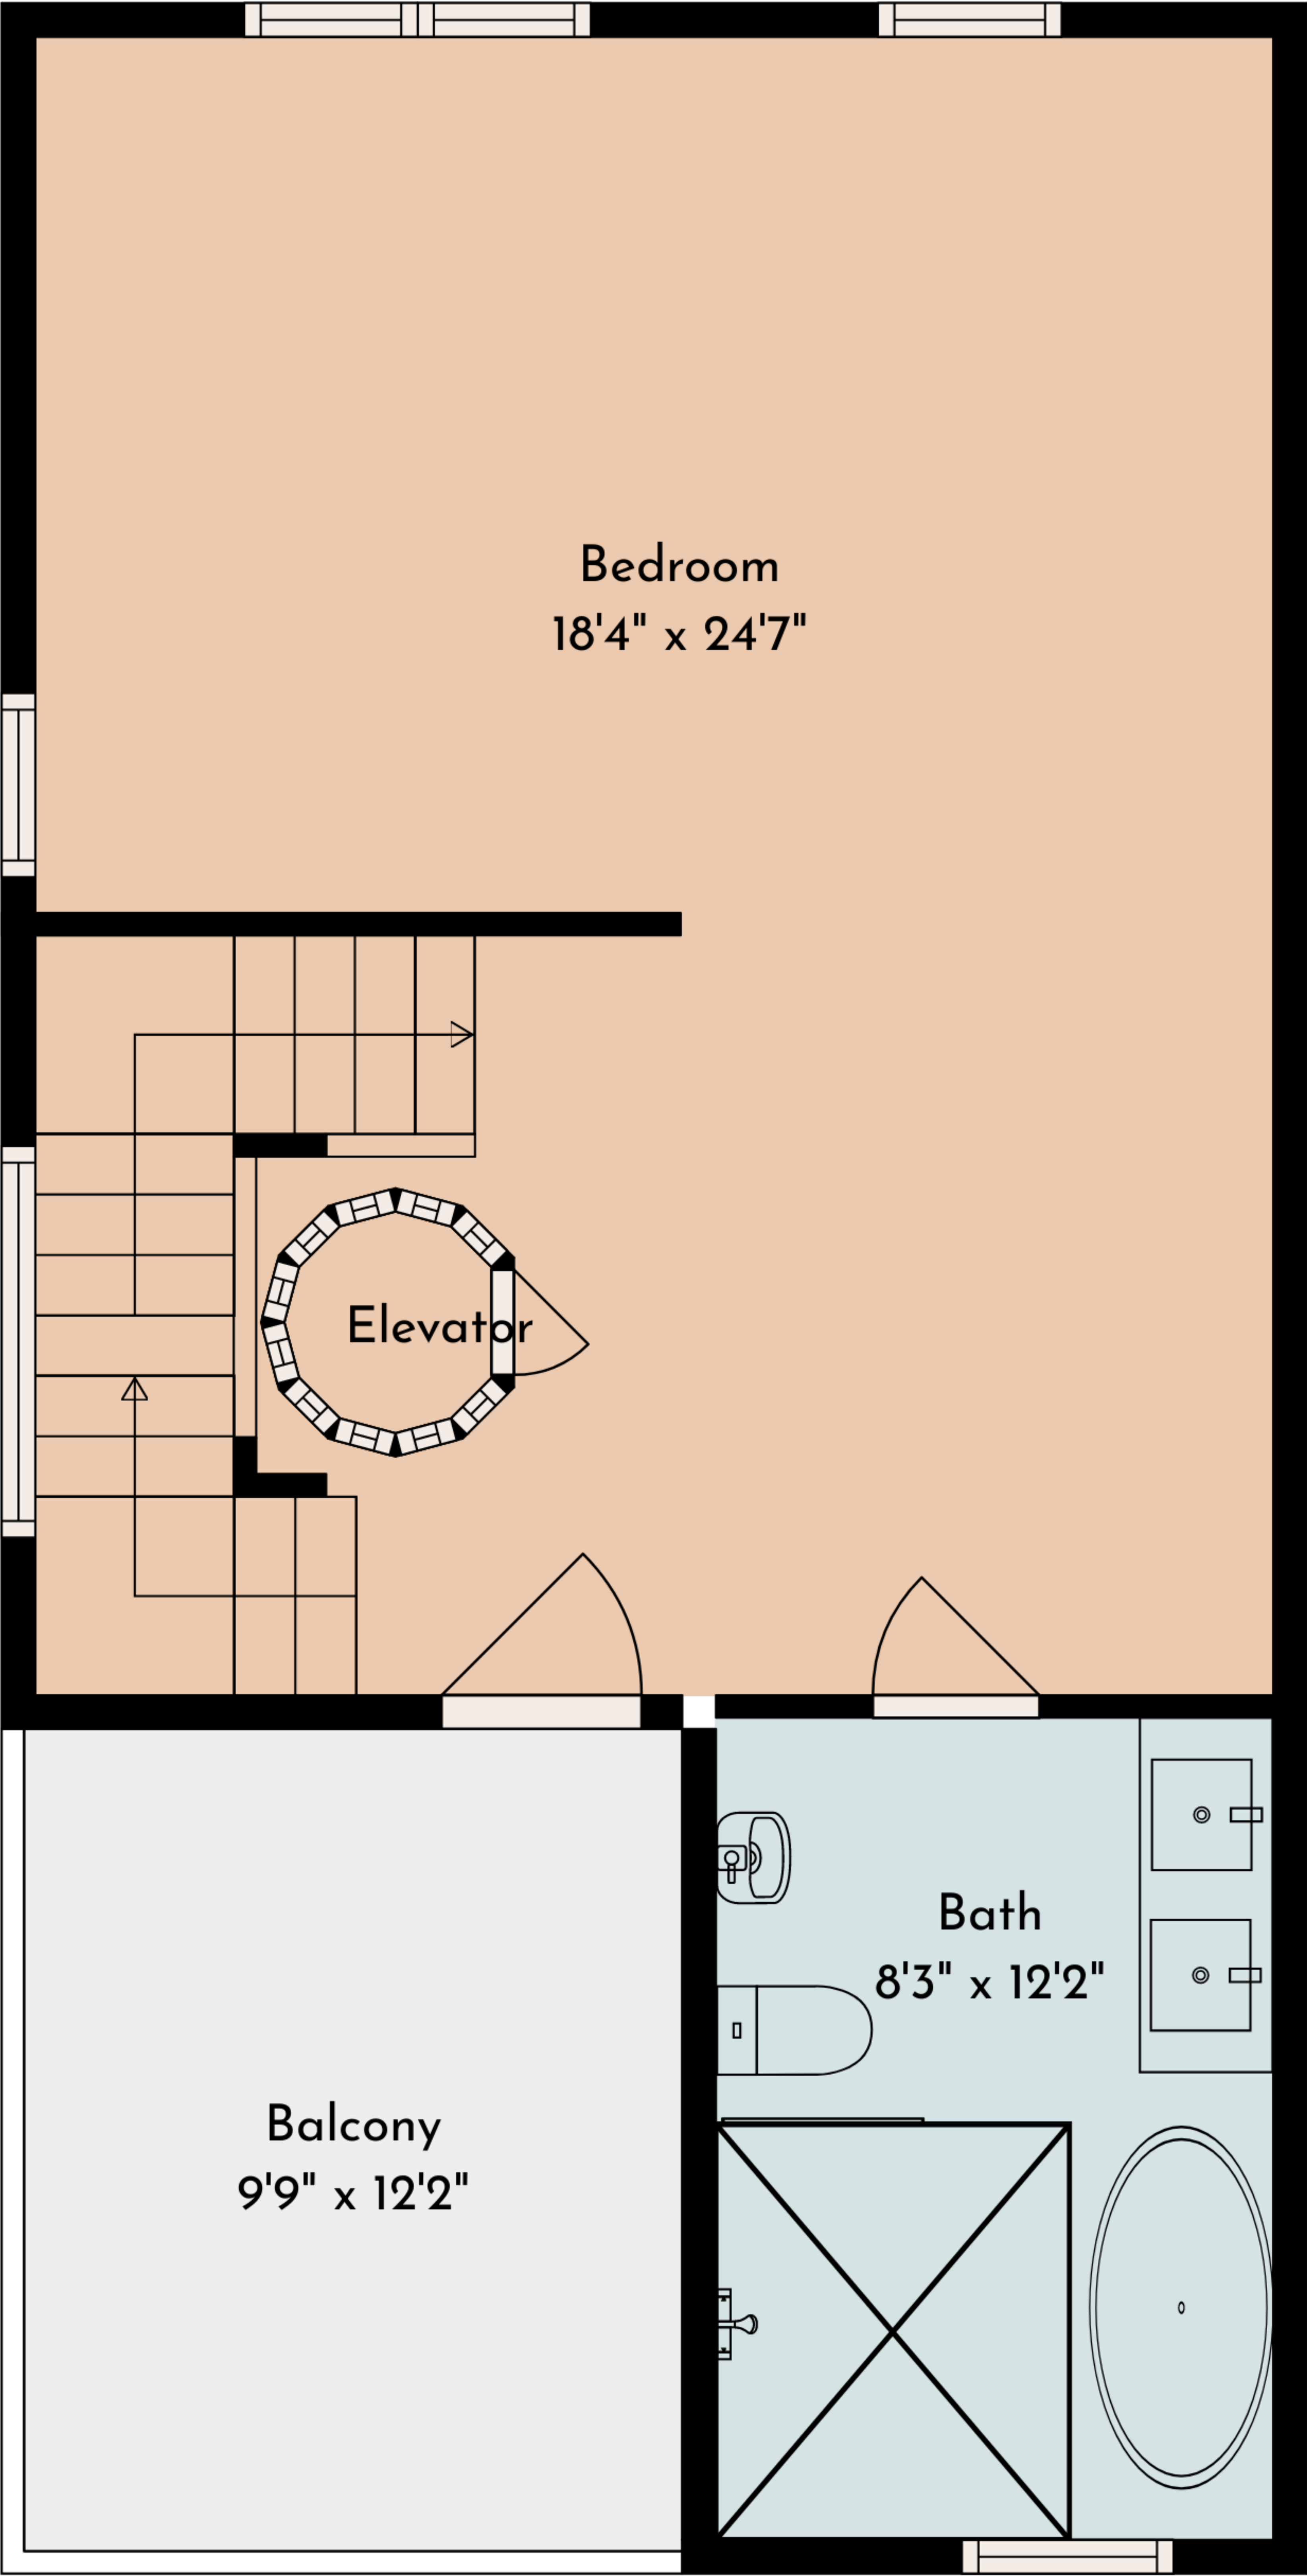 Bedroom
18'4" x 24'7"
Elevator
Bath
8'3" x 12'2"
Balcony
9'9" x 12'2"